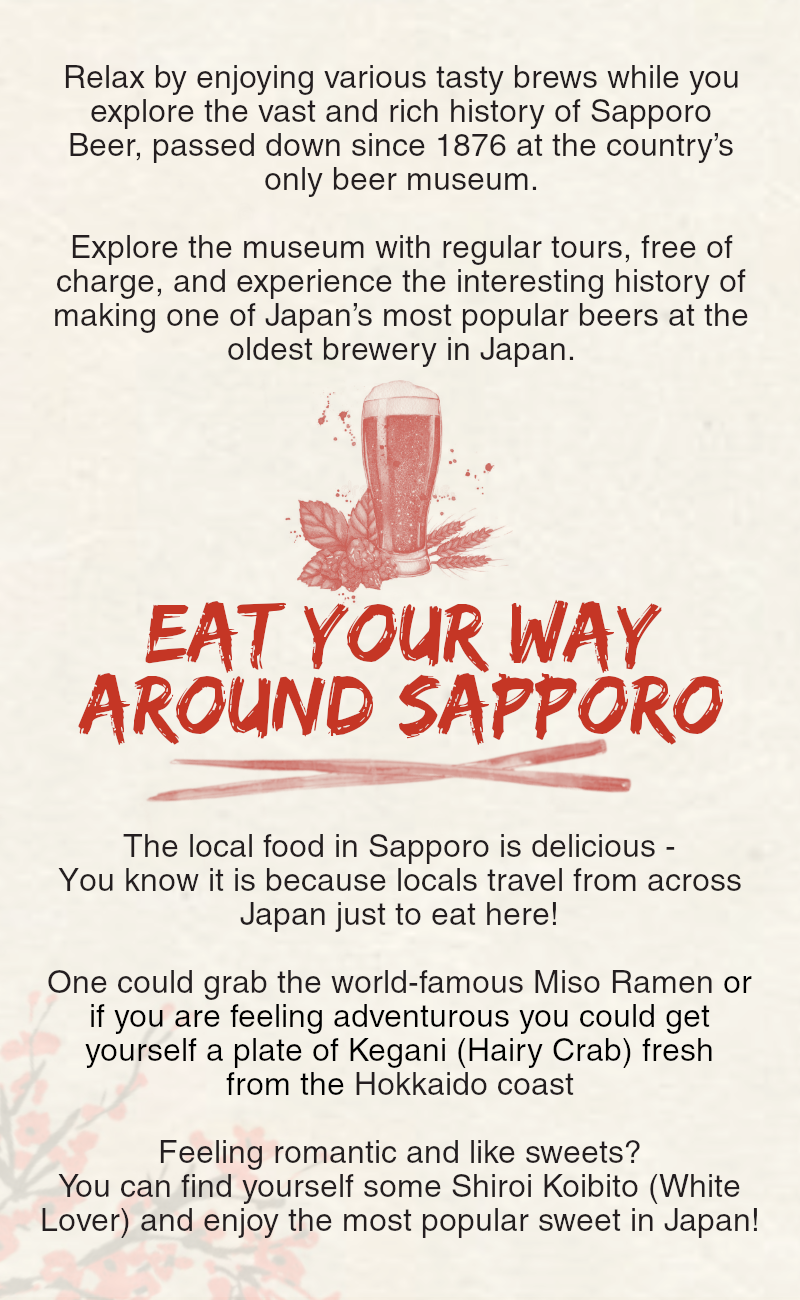 Relax by enjoying various tasty brews while you
explore the vast and rich history of Sapporo
Beer, passed down since 1876 at the country’s
only beer museum.
Explore the museum with regular tours, free of
charge, and experience the interesting history of
making one of Japan’s most popular beers at the
oldest brewery in Japan.
EAT YOUR WAY
AROUND SAPPORO
The local food in Sapporo is delicious -
You know it is because locals travel from across
Japan just to eat here!
One could grab the world-famous Miso Ramen or
if you are feeling adventurous you could get
yourself a plate of Kegani (Hairy Crab) fresh
from the Hokkaido coast
Feeling romantic and like sweets?
You can find yourself some Shiroi Koibito (White
Lover) and enjoy the most popular sweet in Japan!